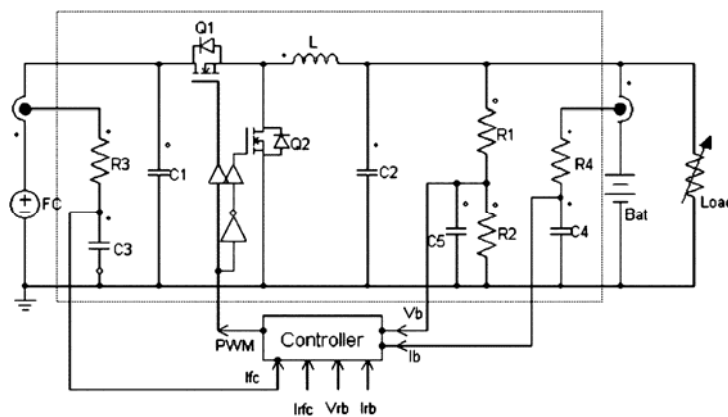 Q1
L
Q2
R3
C1
C2
R1
R4
FC
C3
C5
R2
C4
Bat
Load
Vb
PWM
Controller
Ib
Ifc
Irfc
Vrb
Irb